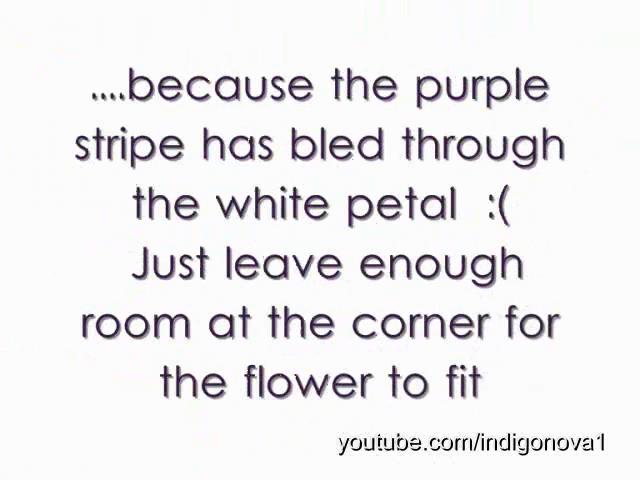 ....because the purple
stripe has bled through
the white petal :(
Just leave enough
room at the corner for
the flower to fit
youtube.com/indigonova1